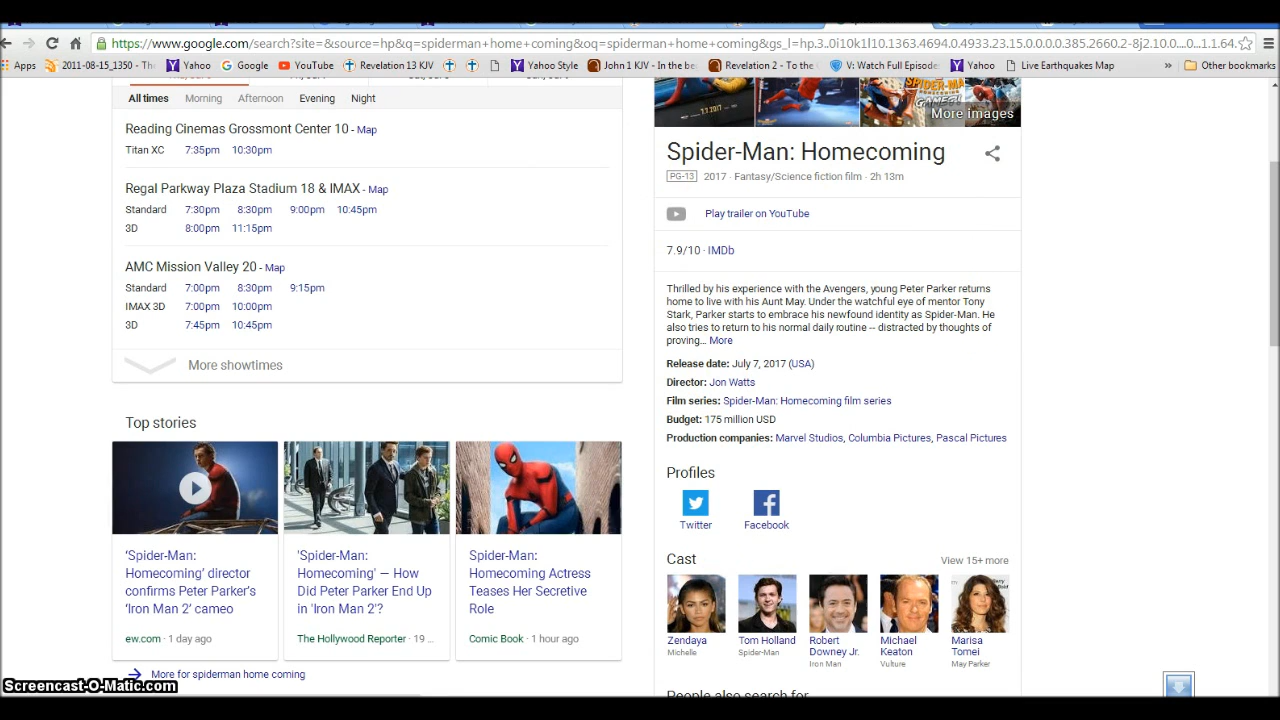 https://www.google.com/search?site=&source=hp&q=spiderman+home+coming&oq=spiderman+home+coming&gs_l=hp.3..0i10k1l10.1363.4694.0.4933.23.15.0.0.0.0.385.2660.2-8j2.10.0....0...1.1.64.
Apps 2011-08-15_1350 - Th Yahoo Google YouTube Revelation 13 KJV Yahoo Style John 1 KJV - In the be Revelation 2 - To the V: Watch Full Episode Yahoo Live Earthquakes Map » Other bookmarks
All times Morning Afternoon Evening Night
Reading Cinemas Grossmont Center 10 - Map
Titan XC 7:35pm 10:30pm
Regal Parkway Plaza Stadium 18 & IMAX - Map
Standard 7:30pm 8:30pm 9:00pm 10:45pm
3D 8:00pm 11:15pm
AMC Mission Valley 20 - Map
Standard 7:00pm 8:30pm 9:15pm
IMAX 3D 7:00pm 10:00pm
3D 7:45pm 10:45pm
More showtimes
Top stories
'Spider-Man:
Homecoming' director
confirms Peter Parker's
'Iron Man 2' cameo
ew.com · 1 day ago
'Spider-Man:
Homecoming' — How
Did Peter Parker End Up
in 'Iron Man 2'?
The Hollywood Reporter · 19 ...
Spider-Man:
Homecoming Actress
Teases Her Secretive
Role
Comic Book · 1 hour ago
More for spiderman home coming
Screencast-O-Matic.com
7.7.2017
SPIDER-MAN
HOMECOMING
GAMES!
More images
Spider-Man: Homecoming
PG-13 2017 · Fantasy/Science fiction film · 2h 13m
Play trailer on YouTube
7.9/10 · IMDb
Thrilled by his experience with the Avengers, young Peter Parker returns
home to live with his Aunt May. Under the watchful eye of mentor Tony
Stark, Parker starts to embrace his newfound identity as Spider-Man. He
also tries to return to his normal daily routine -- distracted by thoughts of
proving... More
Release date: July 7, 2017 (USA)
Director: Jon Watts
Film series: Spider-Man: Homecoming film series
Budget: 175 million USD
Production companies: Marvel Studios, Columbia Pictures, Pascal Pictures
Profiles
Twitter Facebook
Cast View 15+ more
Zendaya
Michelle
Tom Holland
Spider-Man
Robert
Downey Jr.
Iron Man
Michael
Keaton
Vulture
Marisa
Tomei
May Parker
People also search for